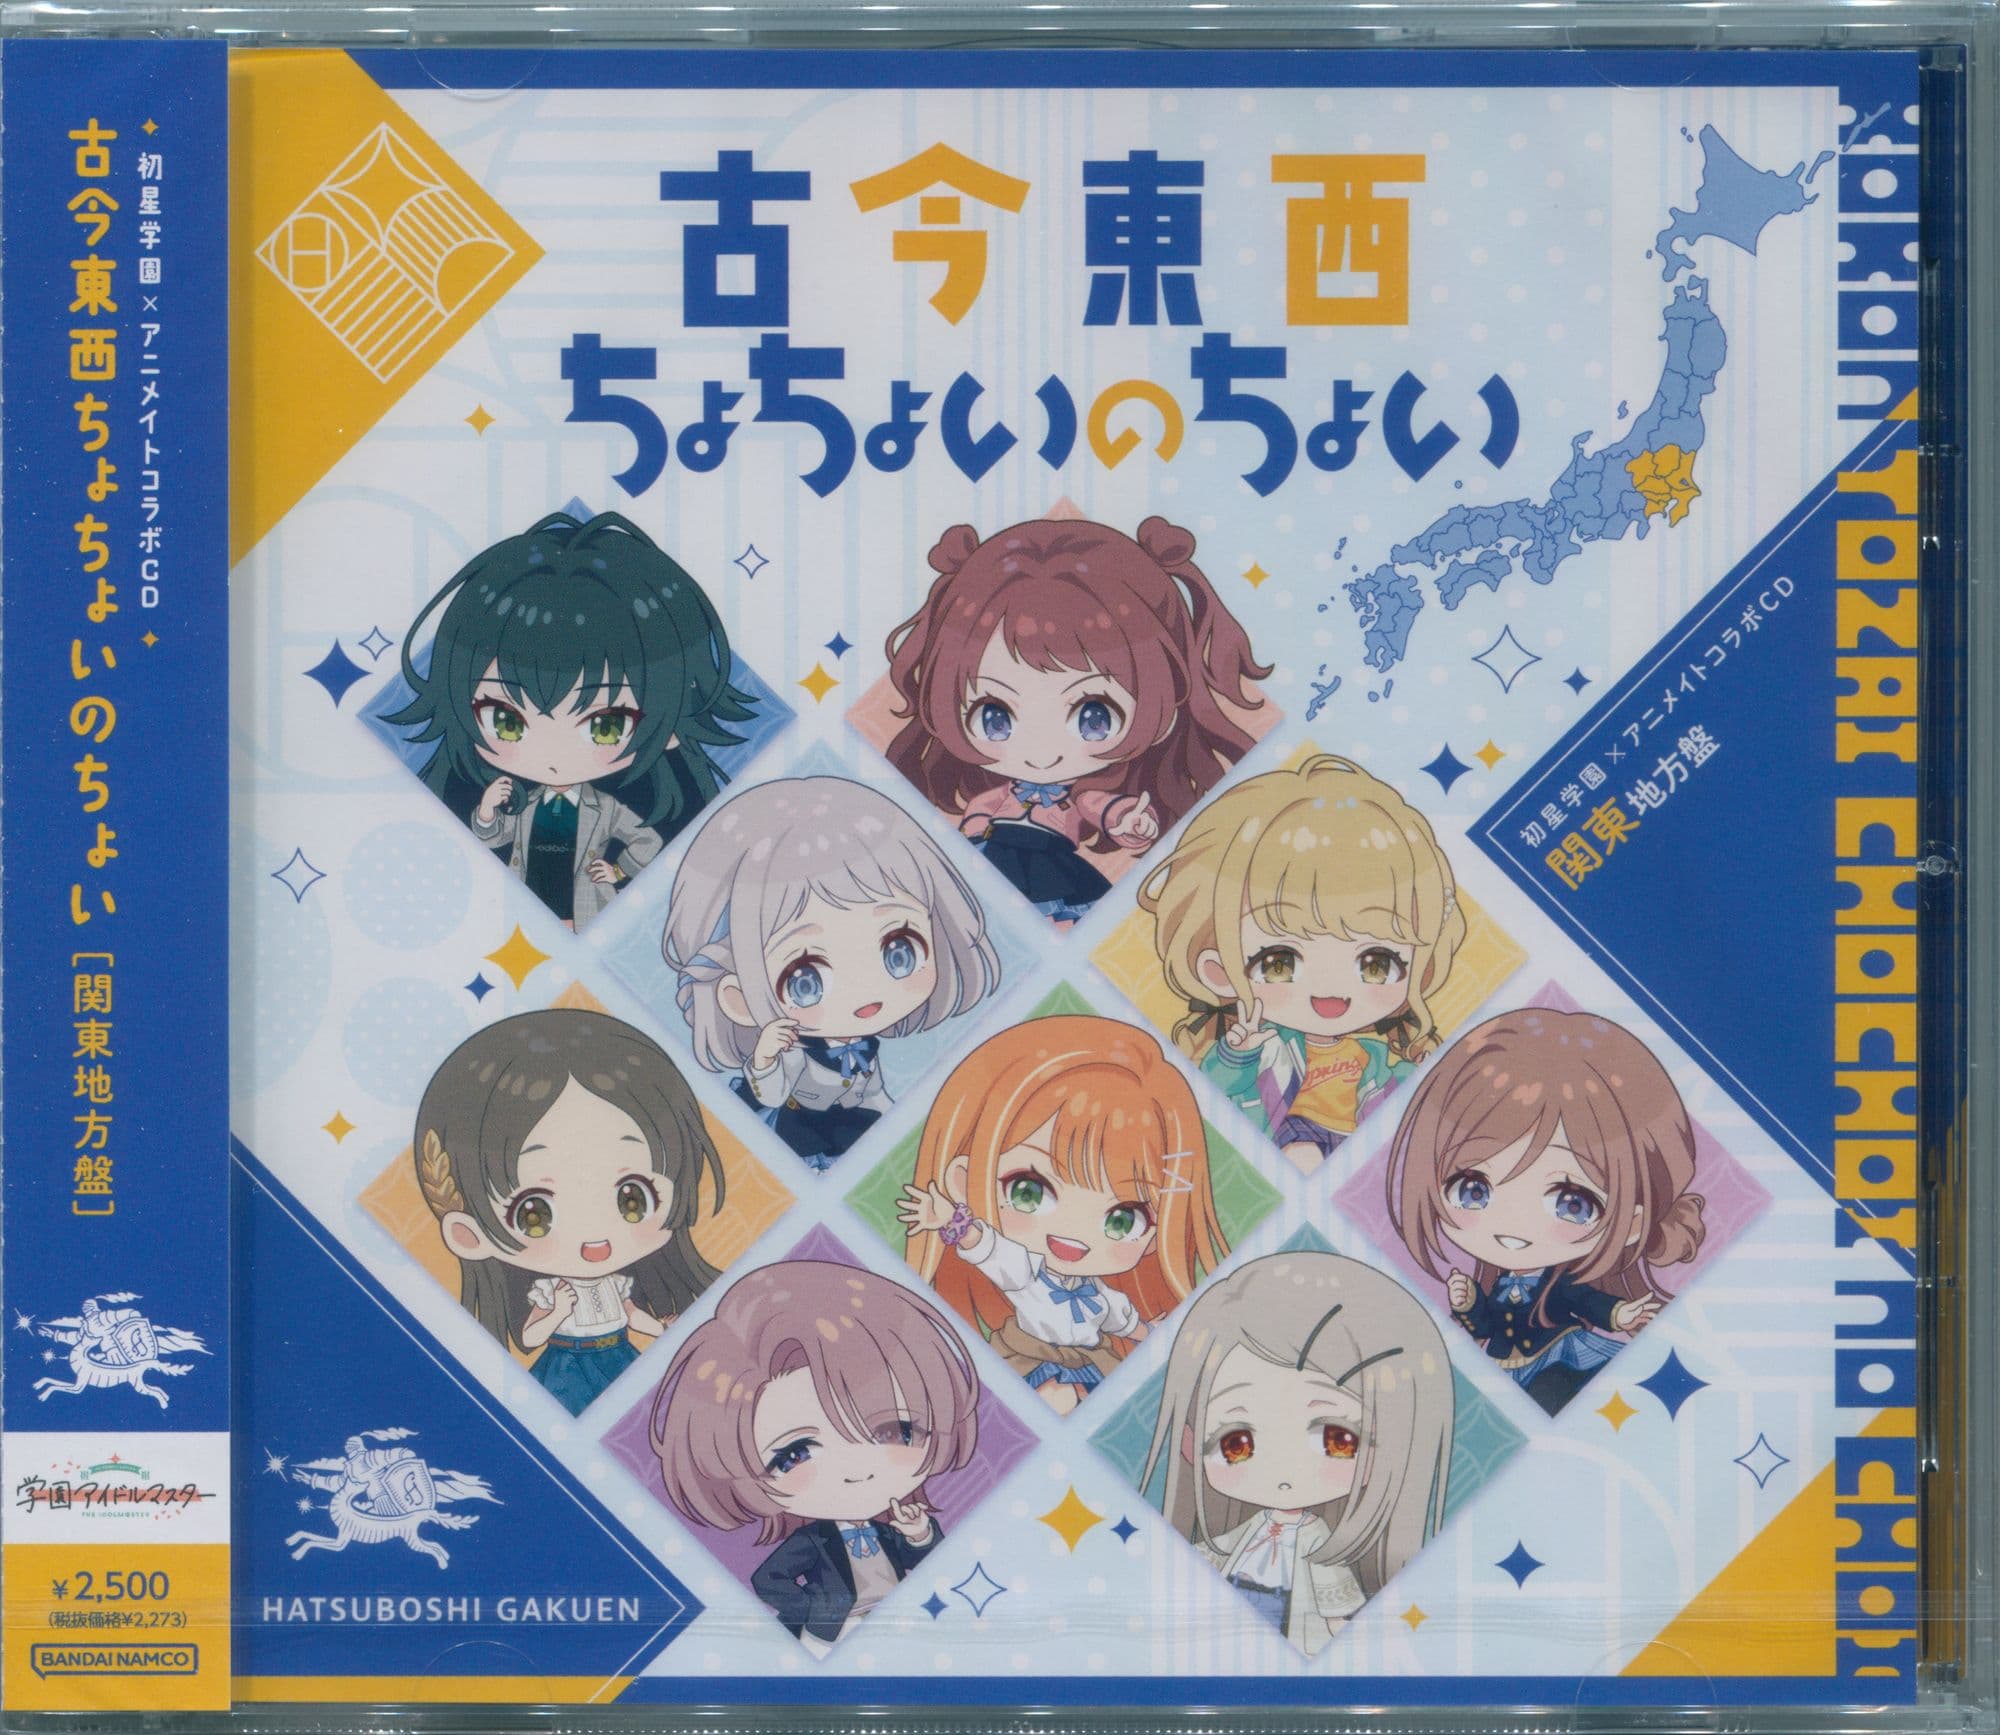 初星学園×アニメイトコラボCD
古今東西ちょちょいのちょい［関東地方盤］
学園アイドルマスター
THE IDOLM@STER
¥2,500
(税抜価格¥2,273)
BANDAI NAMCO
古今東西
ちょちょいのちょい
初星学園×アニメイトコラボCD
関東地方盤
KOKON TOZAI CHOCHOI NO CHOI
HATSUBOSHI GAKUEN